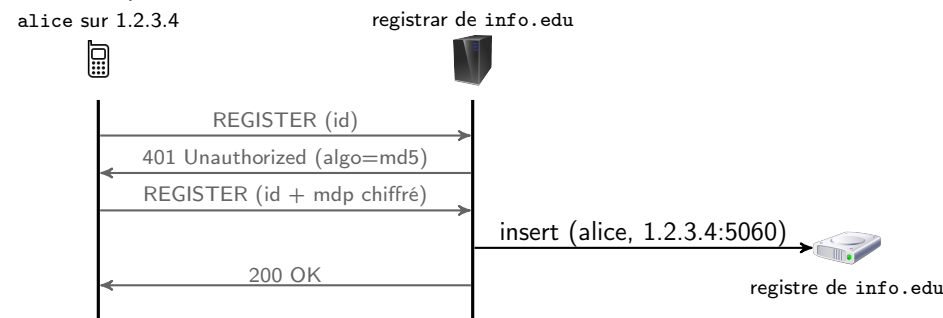 alice sur 1.2.3.4
registrar de info.edu
REGISTER (id)
401 Unauthorized (algo=md5)
REGISTER (id + mdp chiffré)
insert (alice, 1.2.3.4:5060)
200 OK
registre de info.edu